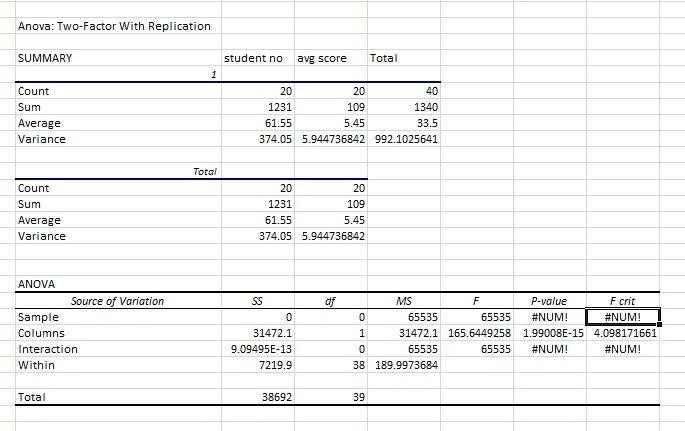 Anova: Two-Factor With Replication
SUMMARY student no avg score Total
1
Count 20 20 40
Sum 1231 109 1340
Average 61.55 5.45 33.5
Variance 374.05 5.944736842 992.1025641
Total
Count 20 20
Sum 1231 109
Average 61.55 5.45
Variance 374.05 5.944736842
ANOVA
Source of Variation SS df MS F P-value F crit
Sample 0 0 65535 65535 #NUM! #NUM!
Columns 31472.1 1 31472.1 165.6449258 1.99008E-15 4.098171661
Interaction 9.09495E-13 0 65535 65535 #NUM! #NUM!
Within 7219.9 38 189.9973684
Total 38692 39